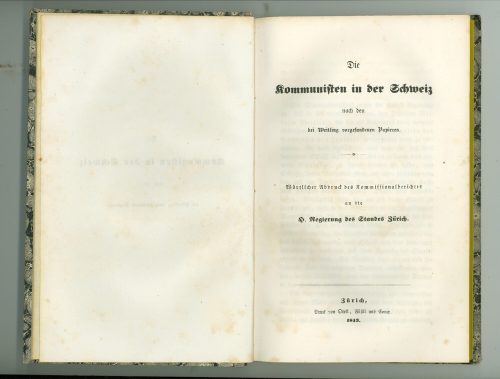 Die
Kommunisten in der Schweiz
nach den
bei Weitling vorgefundenen Papieren.
Wörtlicher Abdruck des Kommissionalberichtes
an die
H. Regierung des Standes Zürich.
Zürich,
Druck von Orell, Füßli und Comp.
1843.